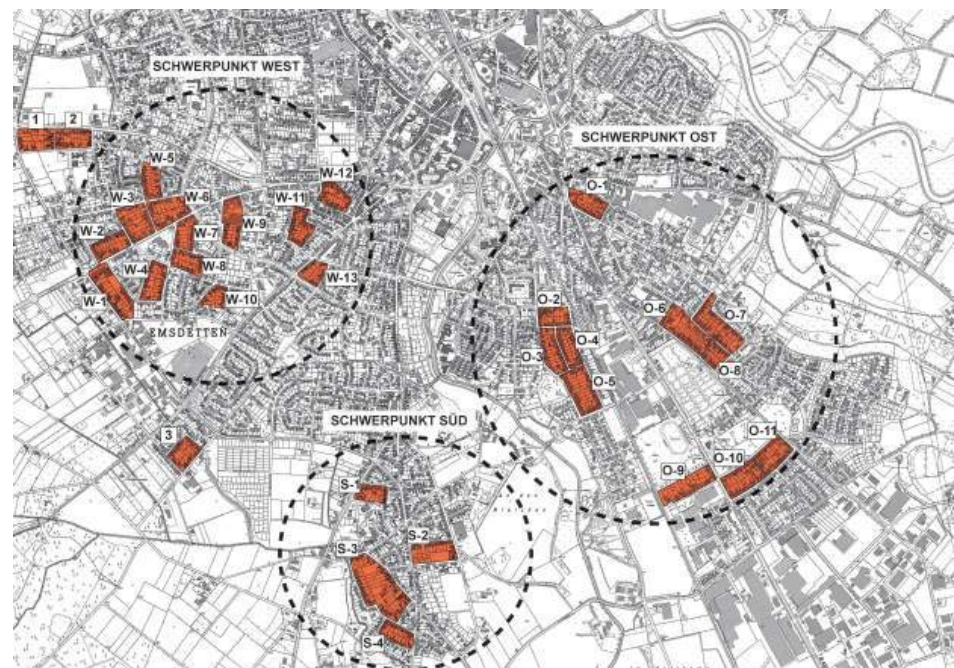 SCHWERPUNKT WEST
1
2
W-5
W-12
W-3
W-6
W-11
W-2
W-7
W-9
W-4
W-8
W-13
W-1
W-10
EMSDETTEN
SCHWERPUNKT OST
O-1
O-2
O-6
O-7
O-3
O-4
O-8
O-5
O-11
O-10
O-9
SCHWERPUNKT SÜD
3
S-1
S-2
S-3
S-4